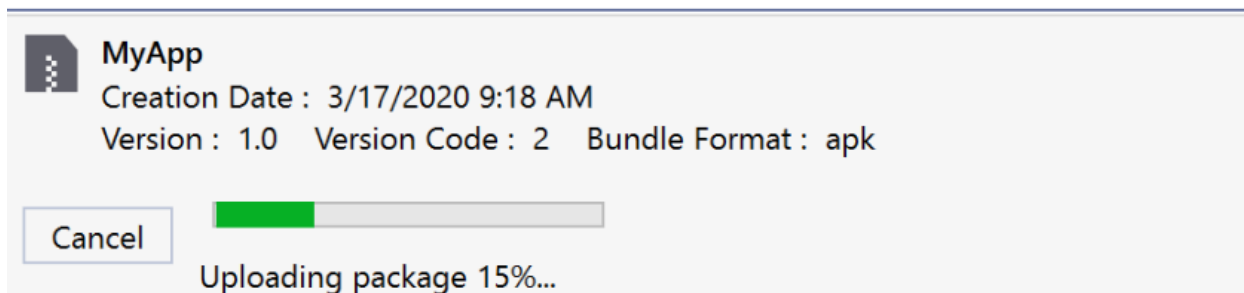 MyApp
Creation Date :  3/17/2020 9:18 AM
Version :  1.0    Version Code :  2    Bundle Format :  apk
Cancel
Uploading package 15%...